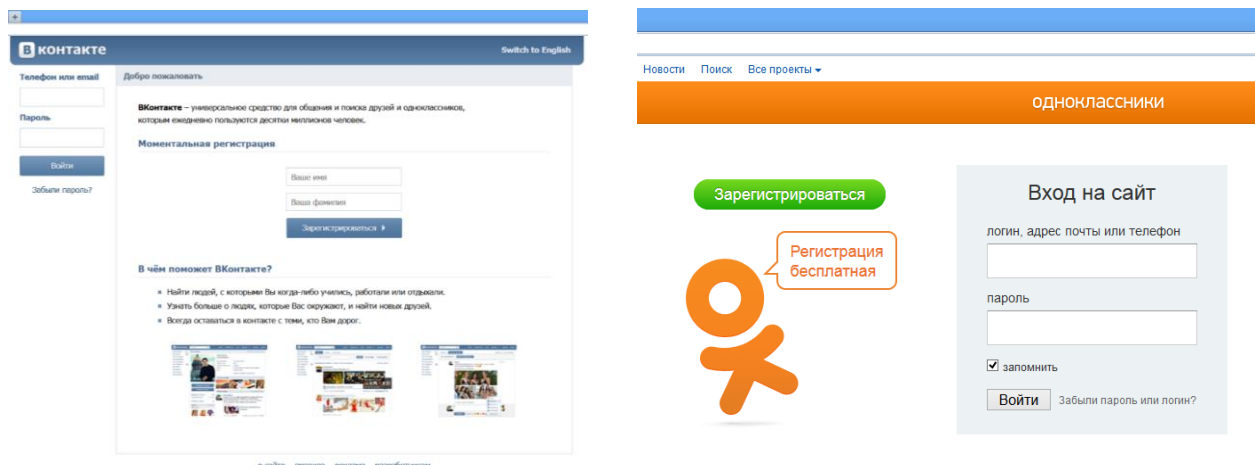 В контакте
Switch to English
Телефон или email
Пароль
Войти
Забыли пароль?
Добро пожаловать
ВКонтакте – универсальное средство для общения и поиска друзей и одноклассников,
которым ежедневно пользуются десятки миллионов человек.
Моментальная регистрация
Ваше имя
Ваша фамилия
Зарегистрироваться
В чём поможет ВКонтакте?
Найти людей, с которыми Вы когда-либо учились, работали или отдыхали.
Узнать больше о людях, которые Вас окружают, и найти новых друзей.
Всегда оставаться в контакте с теми, кто Вам дорог.
Новости Поиск Все проекты
одноклассники
Зарегистрироваться
Регистрация
бесплатная
Вход на сайт
логин, адрес почты или телефон
пароль
запомнить
Войти Забыли пароль или логин?